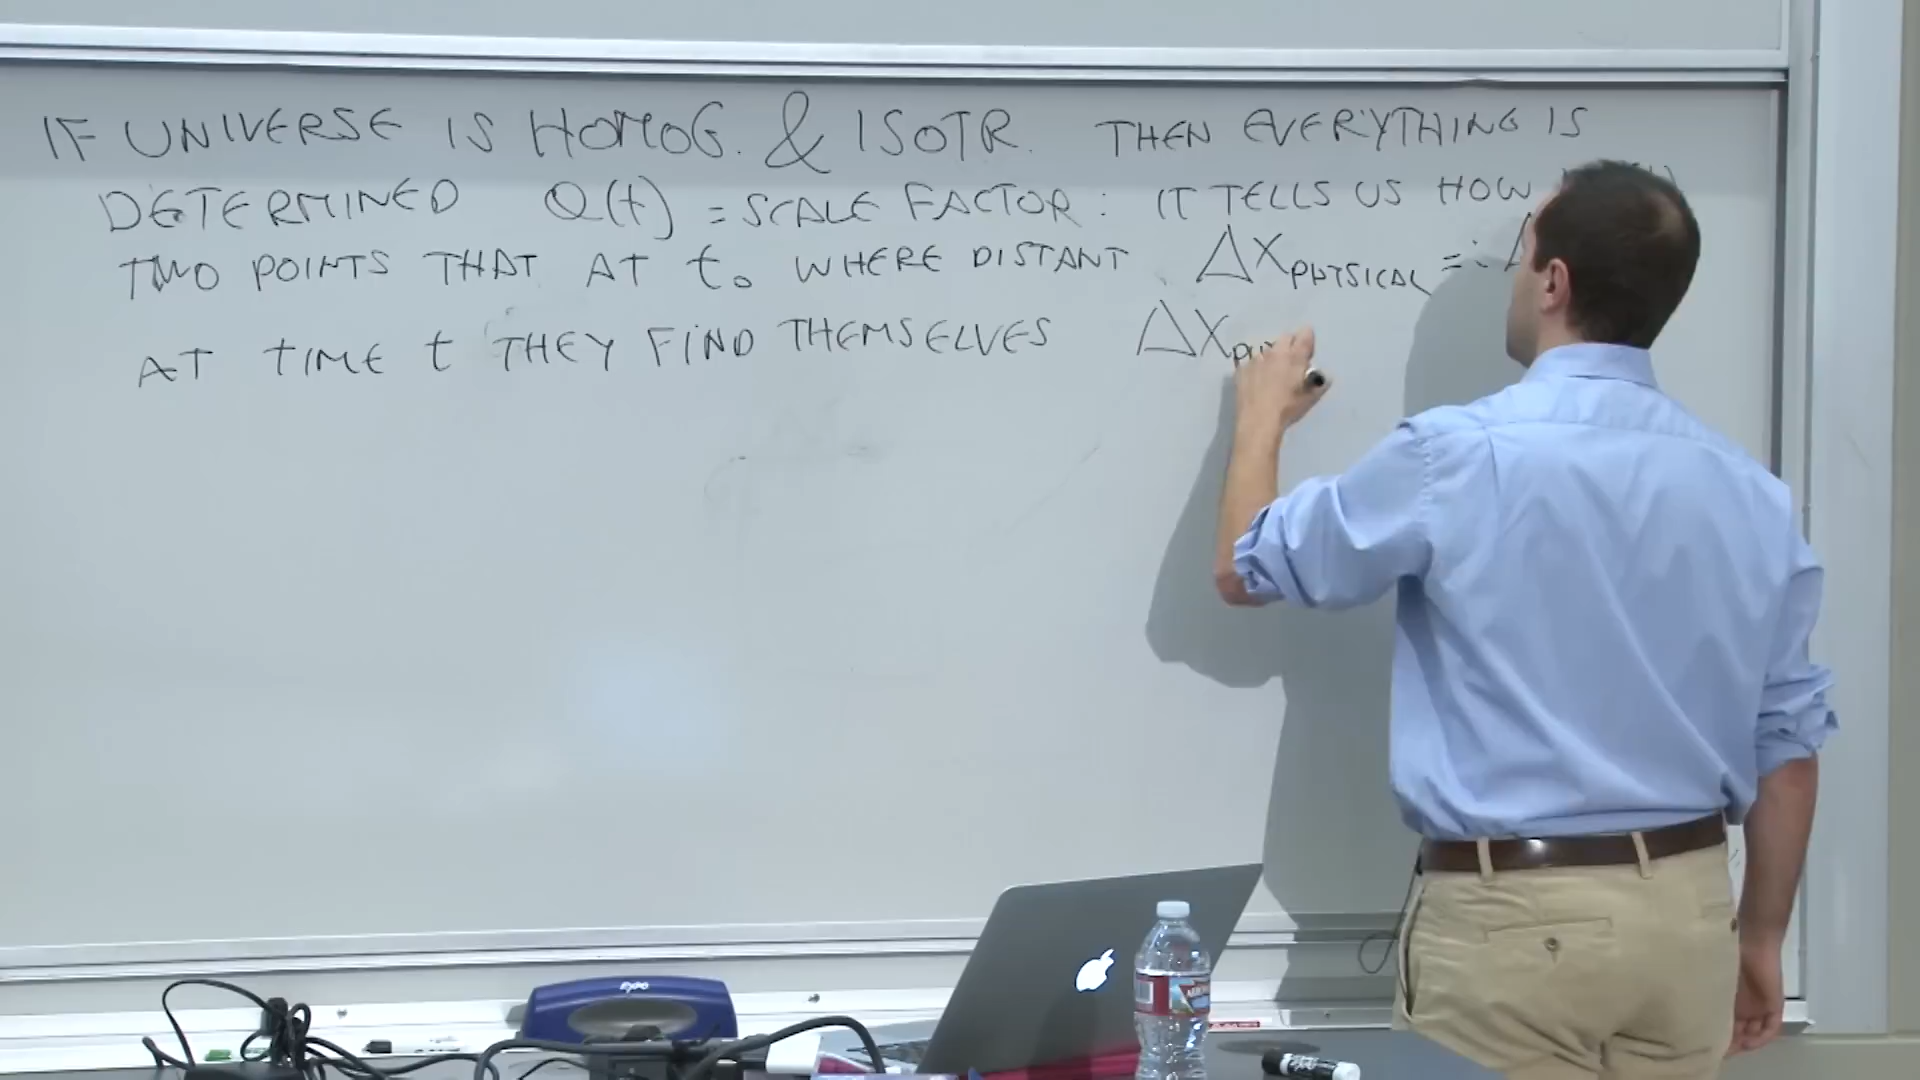 IF UNIVERSE IS HOMOG. & ISOTR. THEN EVERYTHING IS
DETERMINED a(t) = SCALE FACTOR: IT TELLS US HOW
TWO POINTS THAT AT t₀ WHERE DISTANT ΔX PHYSICAL =: Δ
AT TIME t THEY FIND THEMSELVES ΔX
EXPO